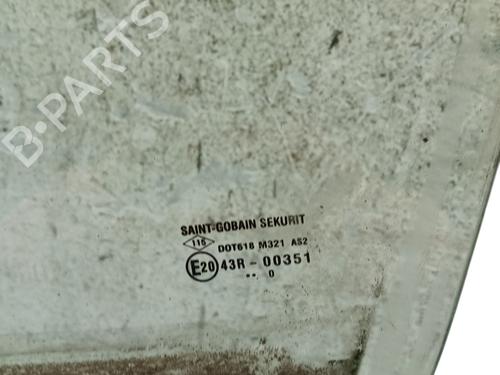 B-PARTS
SAINT-GOBAIN SEKURIT
116 DOT618 M321 AS2
E20 43R - 00351
.. 0